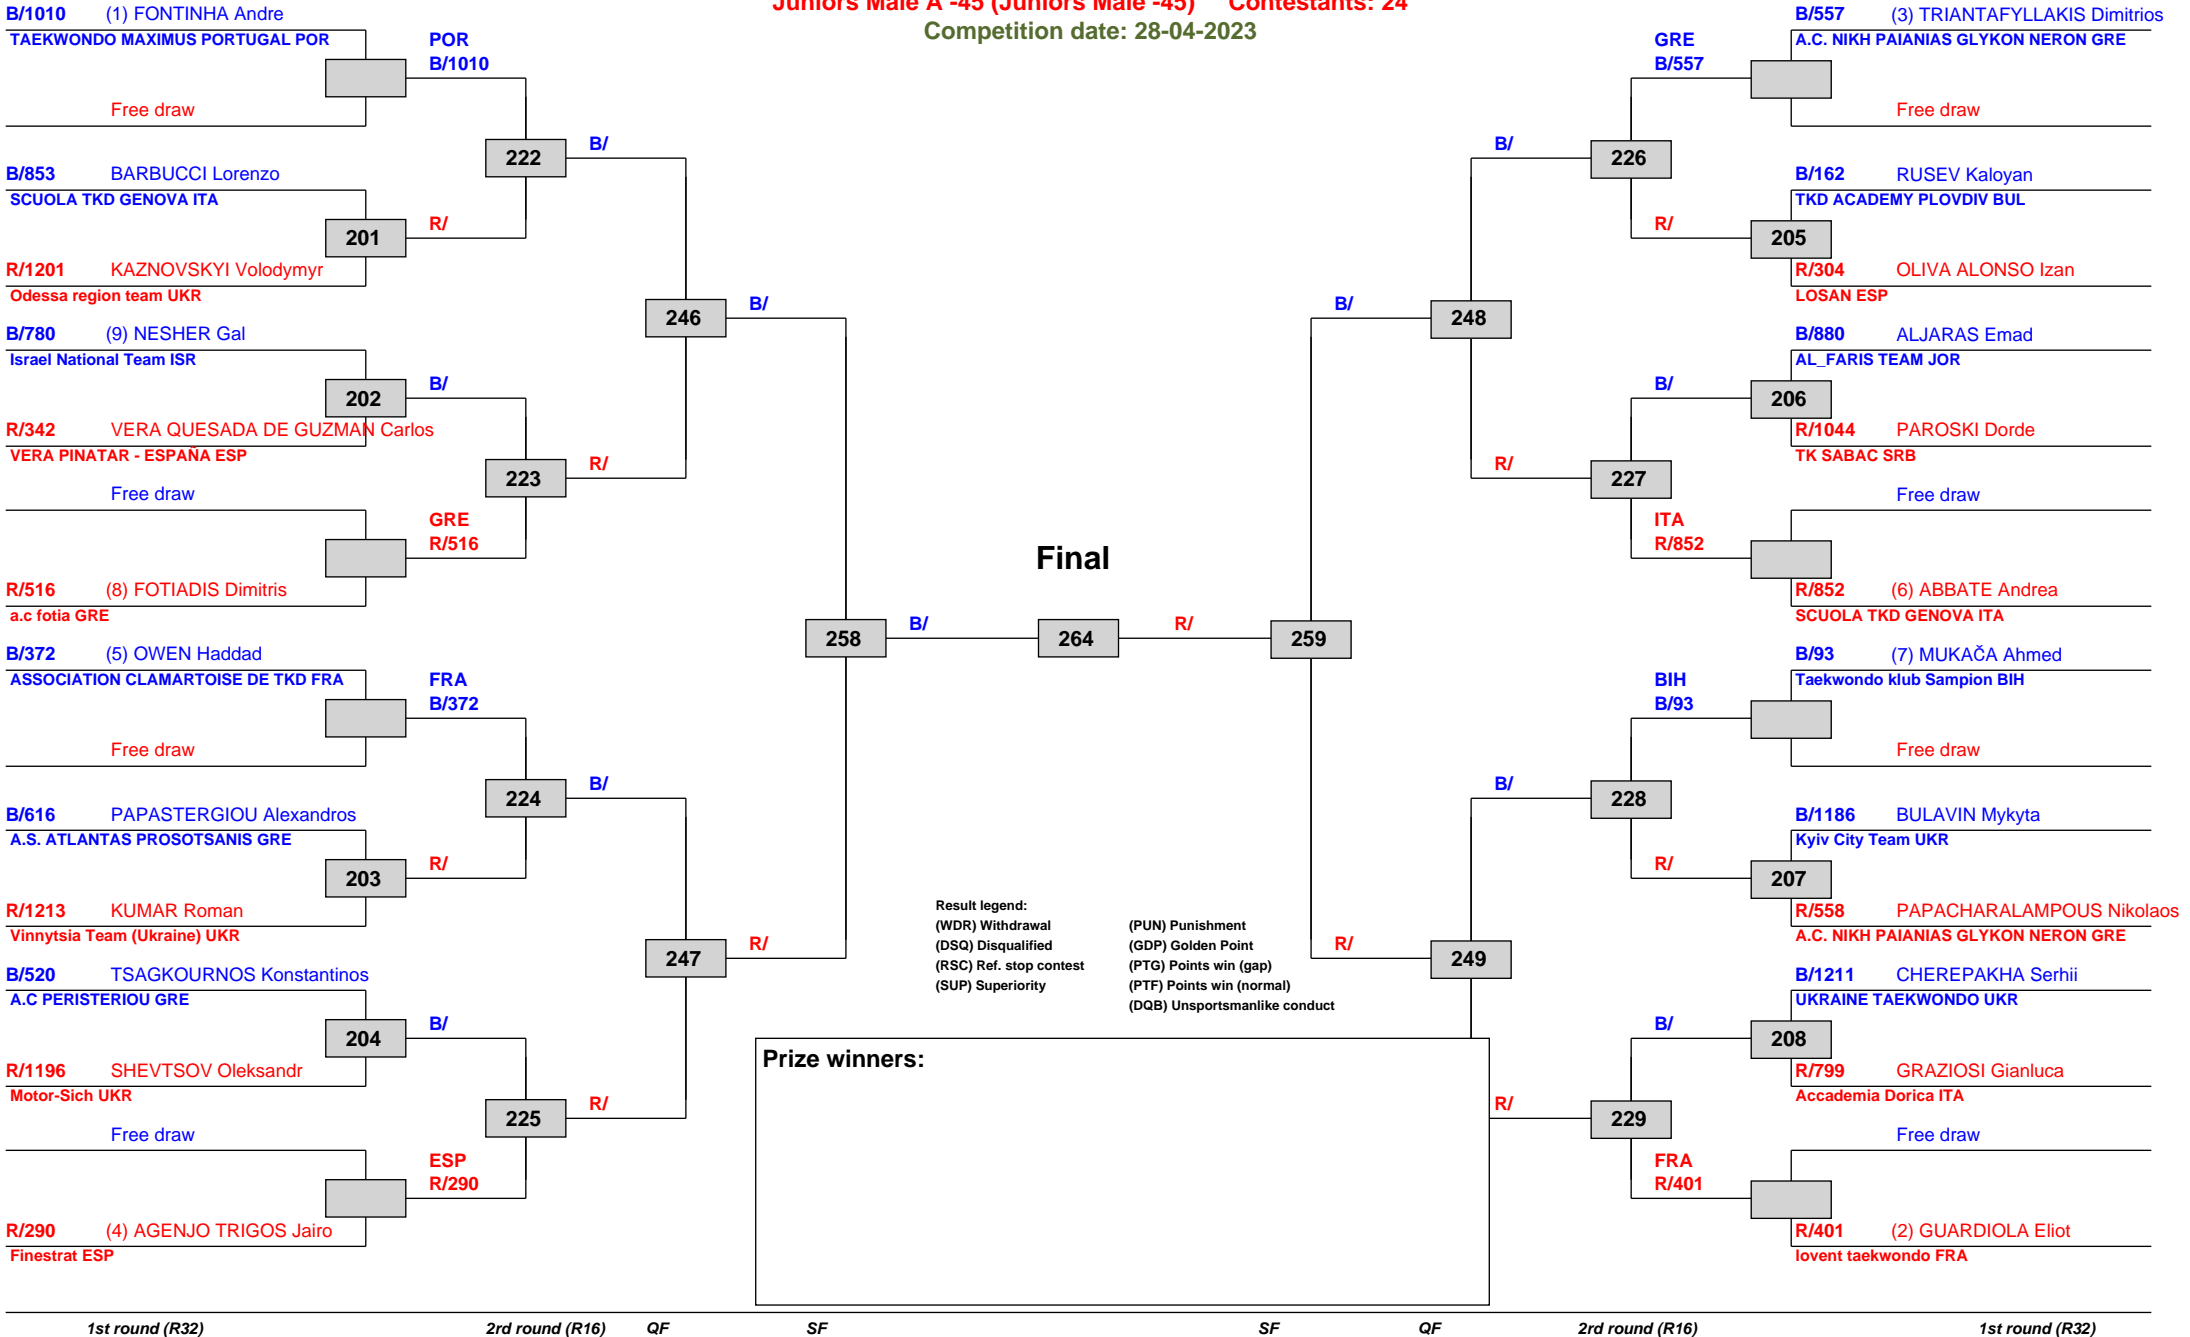 Juniors Male A -45 (Juniors Male -45) Contestants: 24
Competition date: 28-04-2023
B/1010 (1) FONTINHA Andre
TAEKWONDO MAXIMUS PORTUGAL POR
POR
B/1010
Free draw
222
B/
B/853 BARBUCCI Lorenzo
SCUOLA TKD GENOVA ITA
201
R/
R/1201 KAZNOVSKYI Volodymyr
Odessa region team UKR
246
B/
B/780 (9) NESHER Gal
Israel National Team ISR
202
B/
R/342 VERA QUESADA DE GUZMAN Carlos
VERA PINATAR - ESPAÑA ESP
223
R/
Free draw
GRE
R/516
R/516 (8) FOTIADIS Dimitris
a.c fotia GRE
258
B/
B/372 (5) OWEN Haddad
ASSOCIATION CLAMARTOISE DE TKD FRA
FRA
B/372
Free draw
224
B/
B/616 PAPASTERGIOU Alexandros
A.S. ATLANTAS PROSOTSANIS GRE
203
R/
R/1213 KUMAR Roman
Vinnytsia Team (Ukraine) UKR
247
R/
B/520 TSAGKOURNOS Konstantinos
A.C PERISTERIOU GRE
204
B/
R/1196 SHEVTSOV Oleksandr
Motor-Sich UKR
225
R/
Free draw
ESP
R/290
R/290 (4) AGENJO TRIGOS Jairo
Finestrat ESP
Final
264
R/
259
B/557 (3) TRIANTAFYLLAKIS Dimitrios
A.C. NIKH PAIANIAS GLYKON NERON GRE
GRE
B/557
Free draw
B/
226
B/162 RUSEV Kaloyan
TKD ACADEMY PLOVDIV BUL
R/
205
R/304 OLIVA ALONSO Izan
LOSAN ESP
B/
248
B/880 ALJARAS Emad
AL_FARIS TEAM JOR
B/
206
R/1044 PAROSKI Dorde
TK SABAC SRB
R/
227
Free draw
ITA
R/852
R/852 (6) ABBATE Andrea
SCUOLA TKD GENOVA ITA
B/93 (7) MUKAČA Ahmed
Taekwondo klub Sampion BIH
BIH
B/93
Free draw
B/
228
B/1186 BULAVIN Mykyta
Kyiv City Team UKR
R/
207
R/558 PAPACHARALAMPOUS Nikolaos
A.C. NIKH PAIANIAS GLYKON NERON GRE
R/
249
B/1211 CHEREPAKHA Serhii
UKRAINE TAEKWONDO UKR
B/
208
R/799 GRAZIOSI Gianluca
Accademia Dorica ITA
R/
229
Free draw
FRA
R/401
R/401 (2) GUARDIOLA Eliot
lovent taekwondo FRA
Result legend:
(WDR) Withdrawal (PUN) Punishment
(DSQ) Disqualified (GDP) Golden Point
(RSC) Ref. stop contest (PTG) Points win (gap)
(SUP) Superiority (PTF) Points win (normal)
(DQB) Unsportsmanlike conduct
Prize winners:
1st round (R32) 2rd round (R16) QF SF SF QF 2rd round (R16) 1st round (R32)